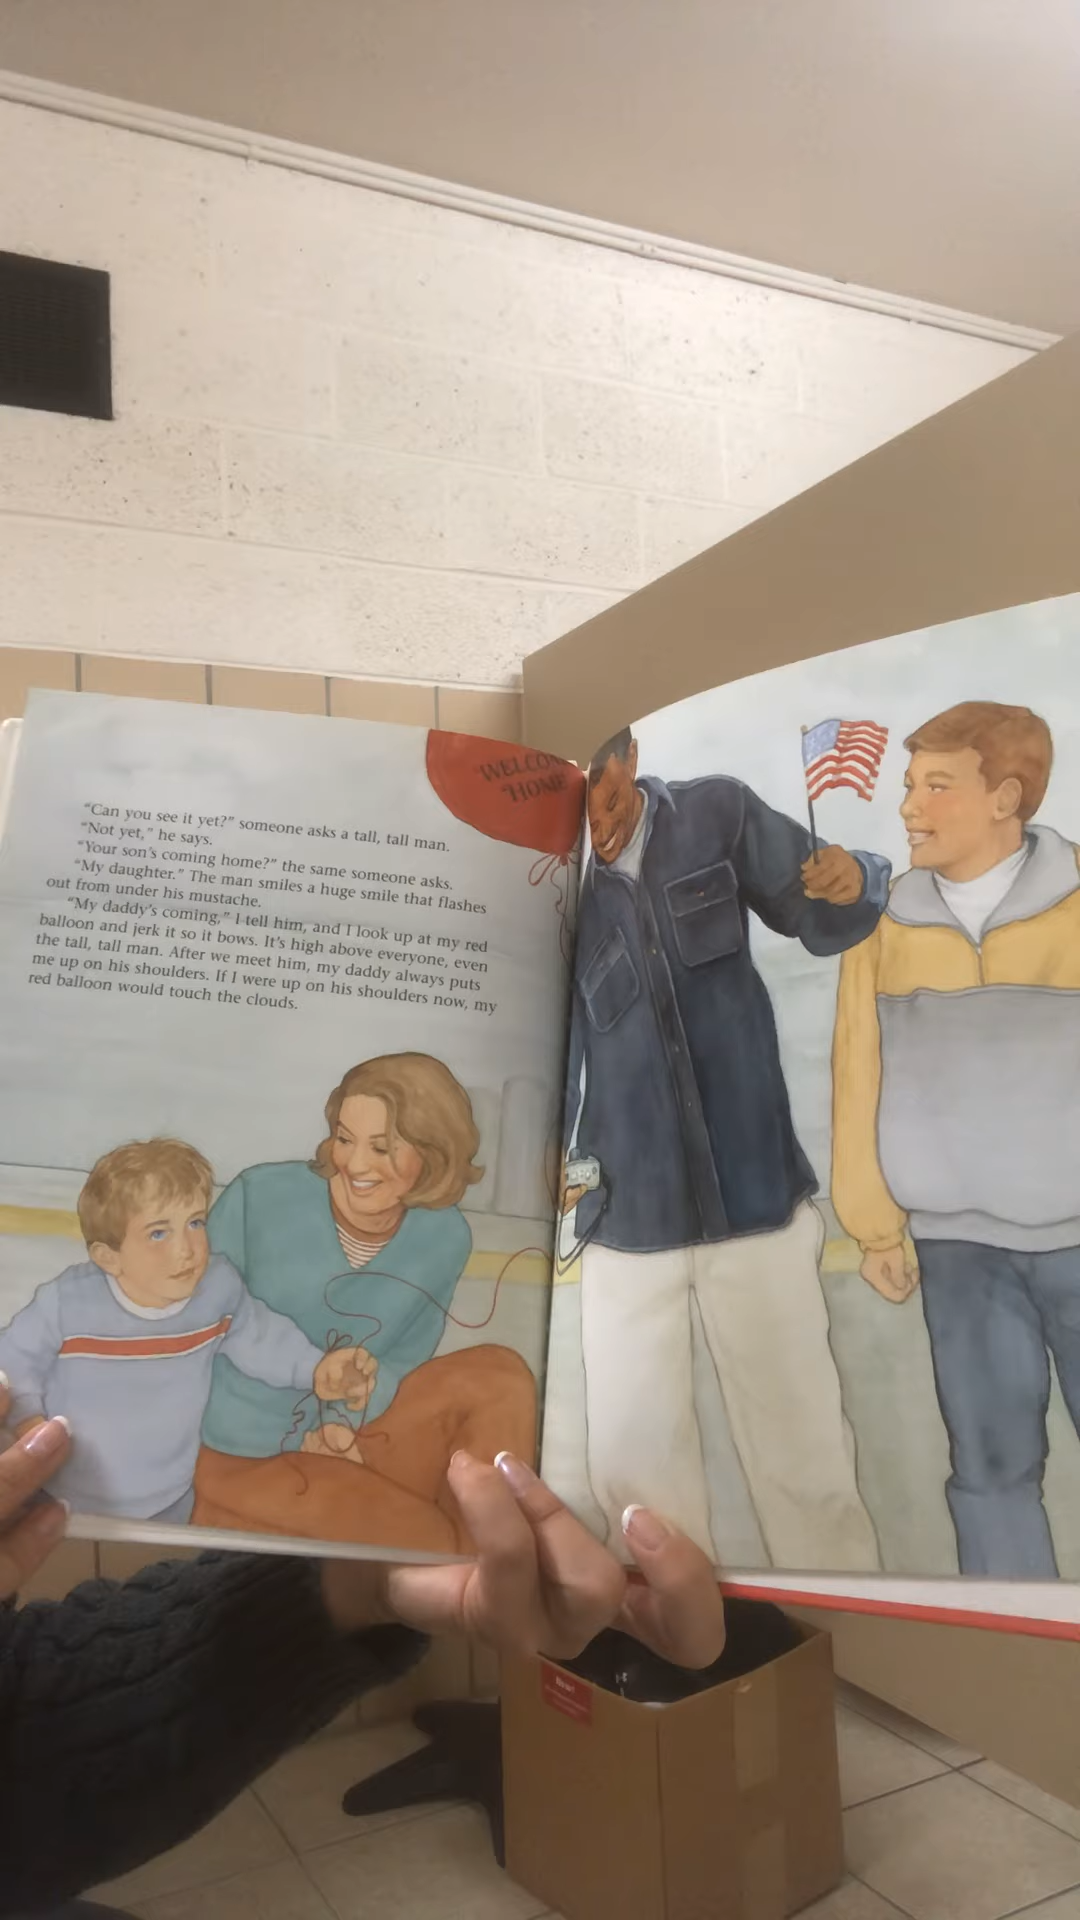 WELCOME
HOME
"Can you see it yet?" someone asks a tall, tall man.
"Not yet," he says.
"Your son's coming home?" the same someone asks.
"My daughter." The man smiles a huge smile that flashes
out from under his mustache.
"My daddy's coming," I tell him, and I look up at my red
balloon and jerk it so it bows. It's high above everyone, even
the tall, tall man. After we meet him, my daddy always puts
me up on his shoulders. If I were up on his shoulders now, my
red balloon would touch the clouds.